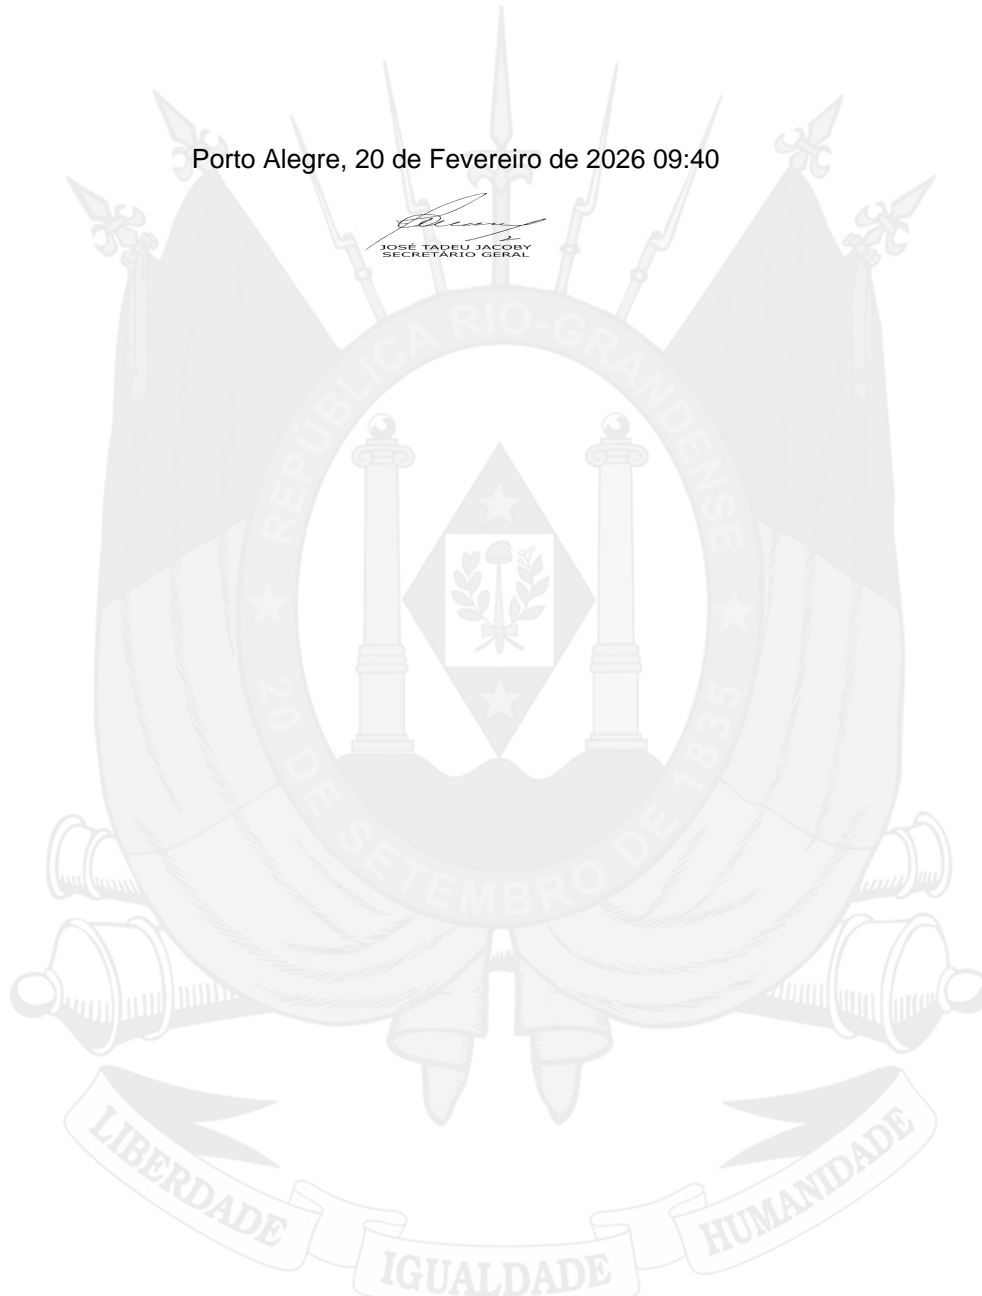 Porto Alegre, 20 de Fevereiro de 2026 09:40
JOSÉ TADEU JACOBY
SECRETÁRIO GERAL
REPÚBLICA RIO-GRANDENSE
20 DE SETEMBRO DE 1835
LIBERDADE
IGUALDADE
HUMANIDADE